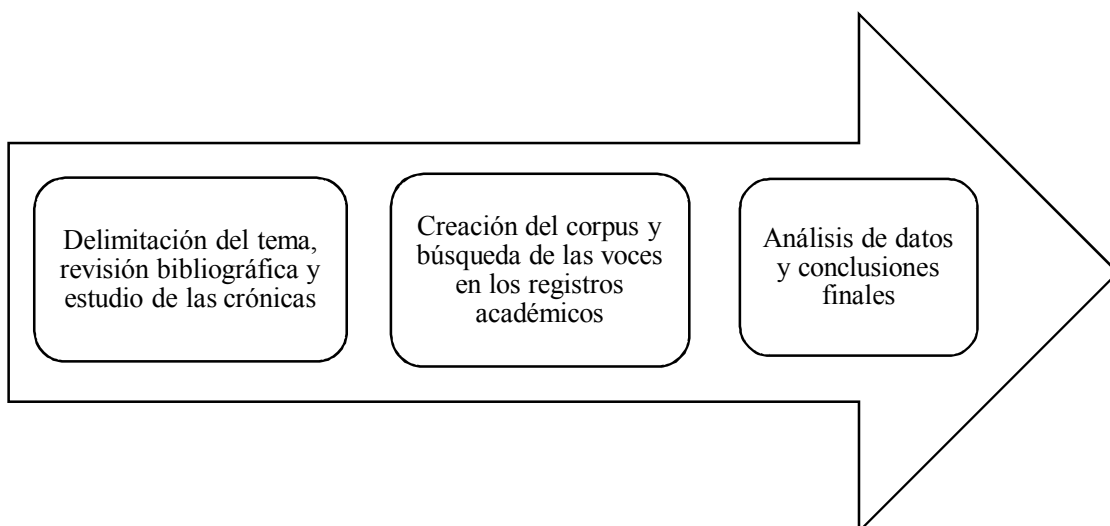 Delimitación del tema,
revisión bibliográfica y
estudio de las crónicas
Creación del corpus y
búsqueda de las voces
en los registros
académicos
Análisis de datos
y conclusiones
finales